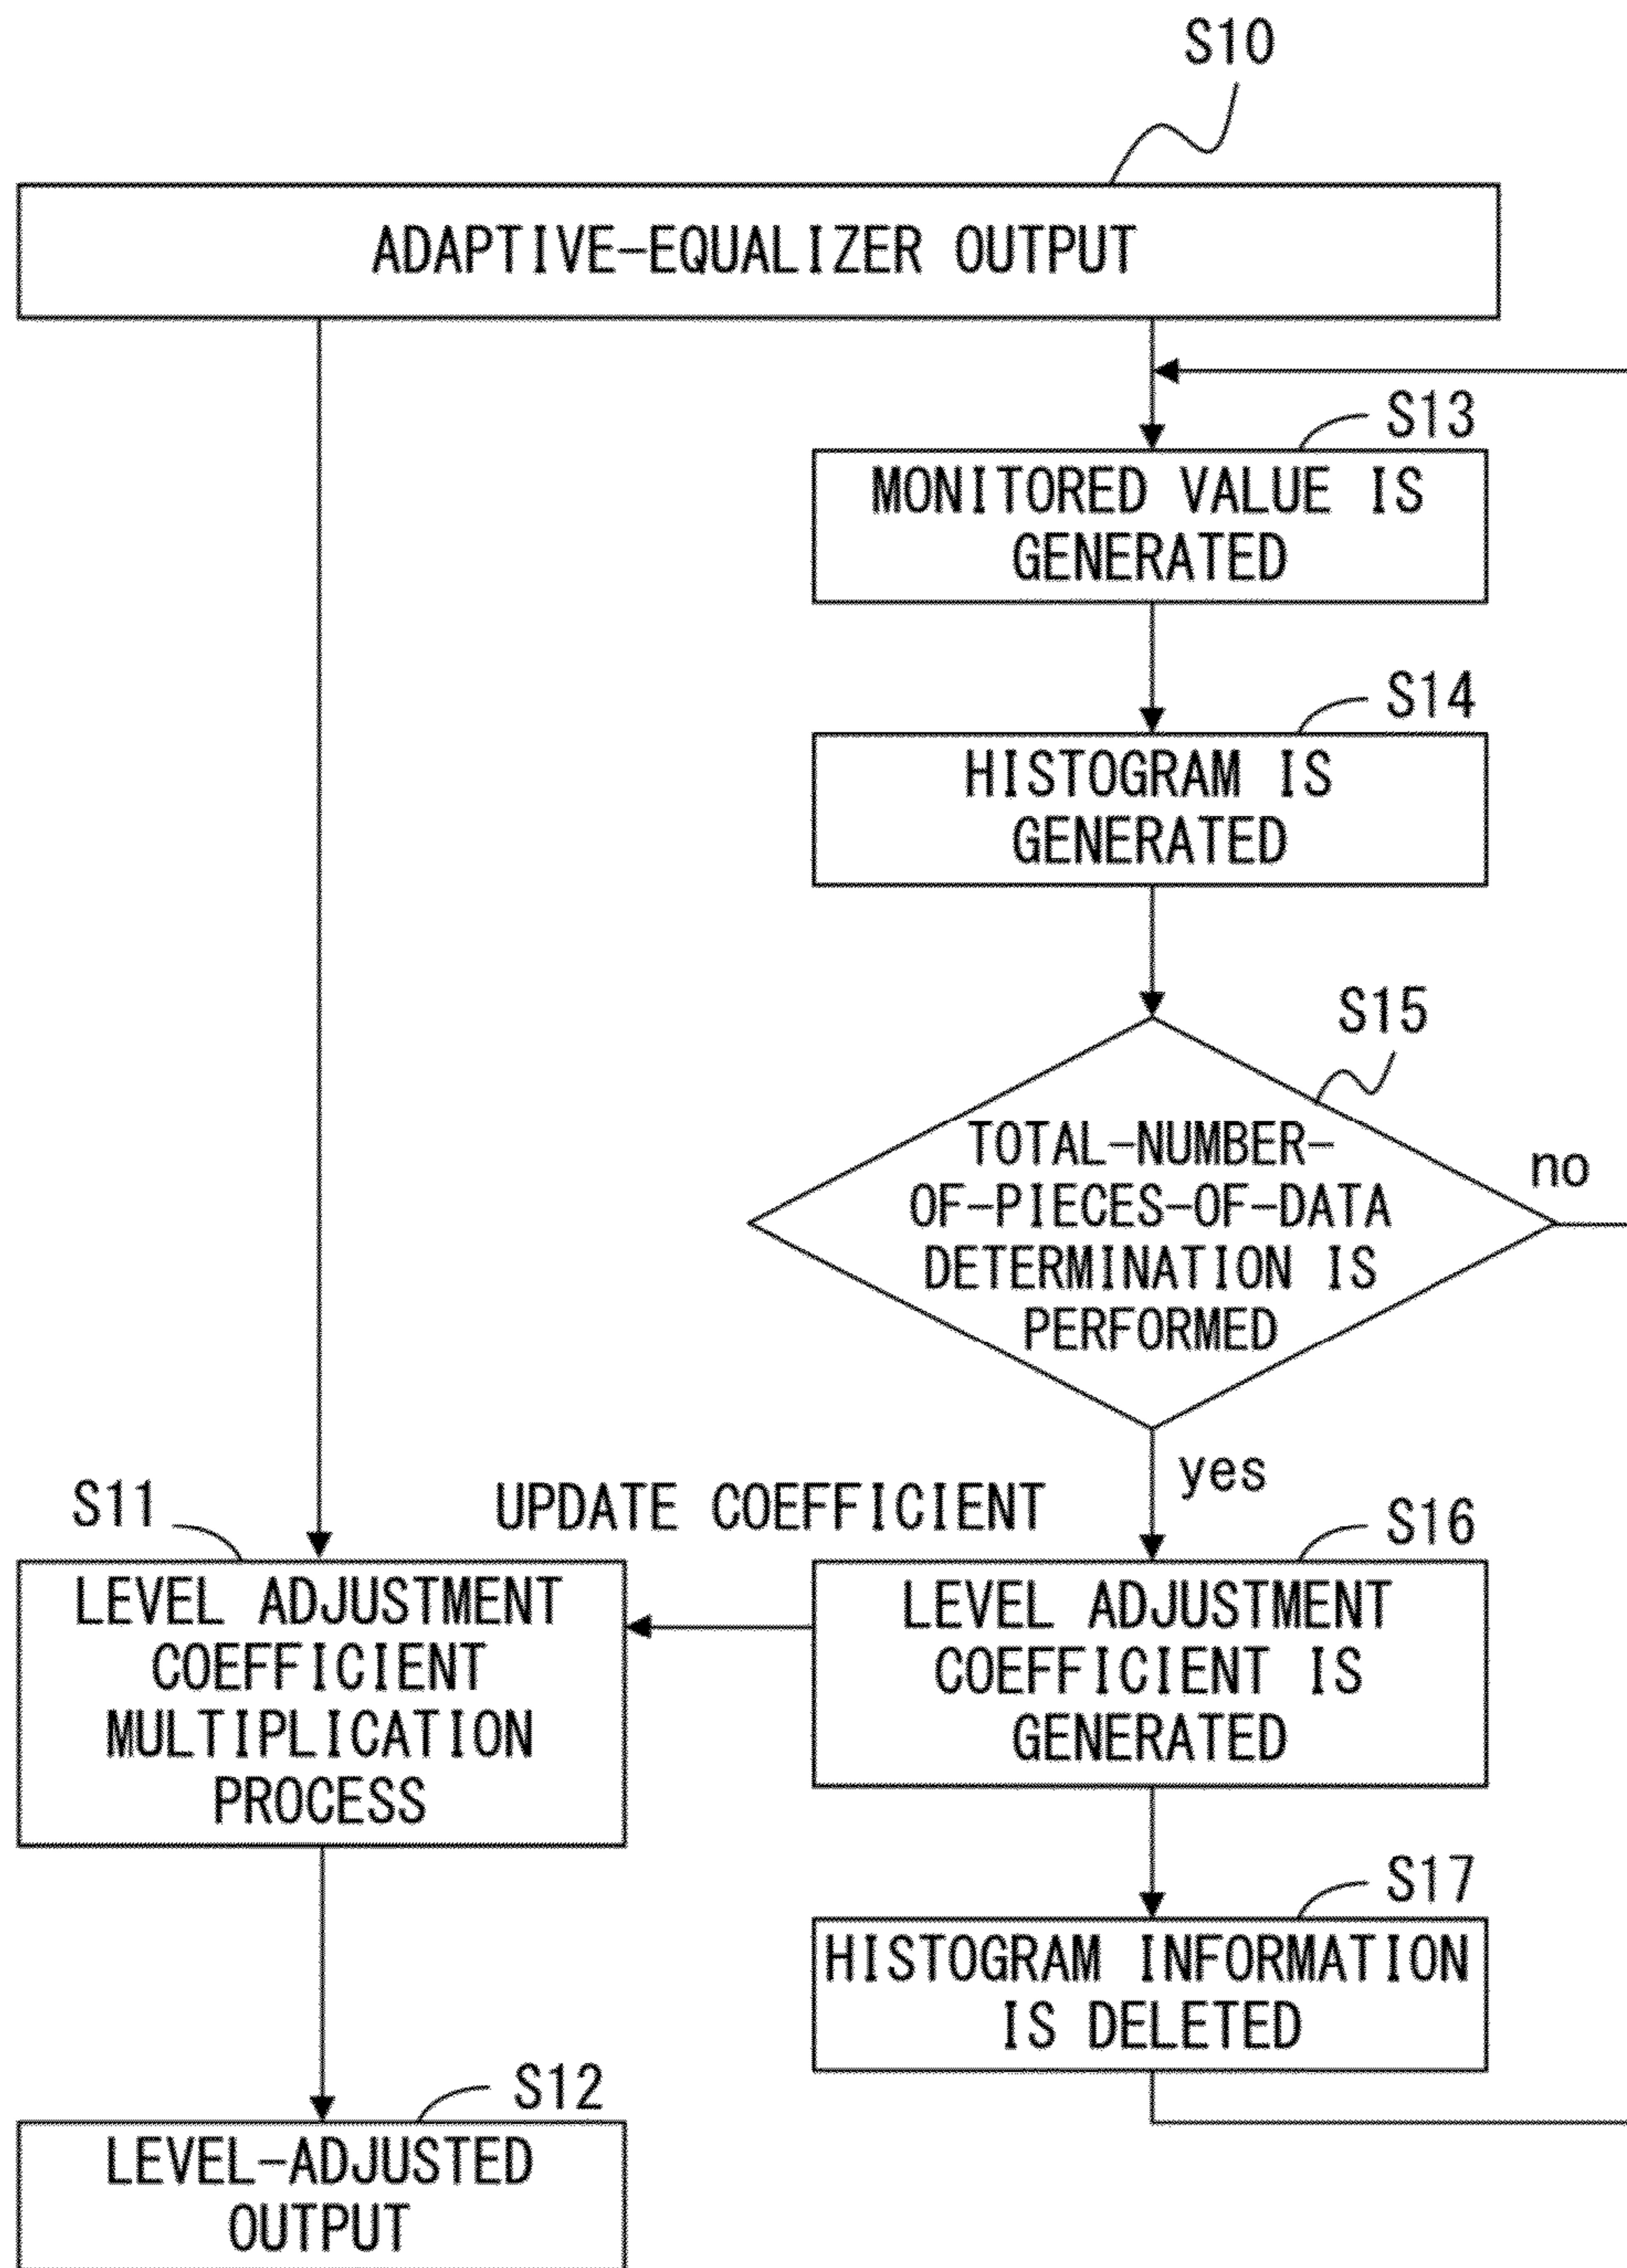 S10
ADAPTIVE-EQUALIZER OUTPUT
S13
MONITORED VALUE IS
GENERATED
S14
HISTOGRAM IS
GENERATED
S15
TOTAL-NUMBER-
OF-PIECES-OF-DATA
DETERMINATION IS
PERFORMED
no
yes
UPDATE COEFFICIENT
S11
LEVEL ADJUSTMENT
COEFFICIENT
MULTIPLICATION
PROCESS
S16
LEVEL ADJUSTMENT
COEFFICIENT IS
GENERATED
S17
HISTOGRAM INFORMATION
IS DELETED
S12
LEVEL-ADJUSTED
OUTPUT